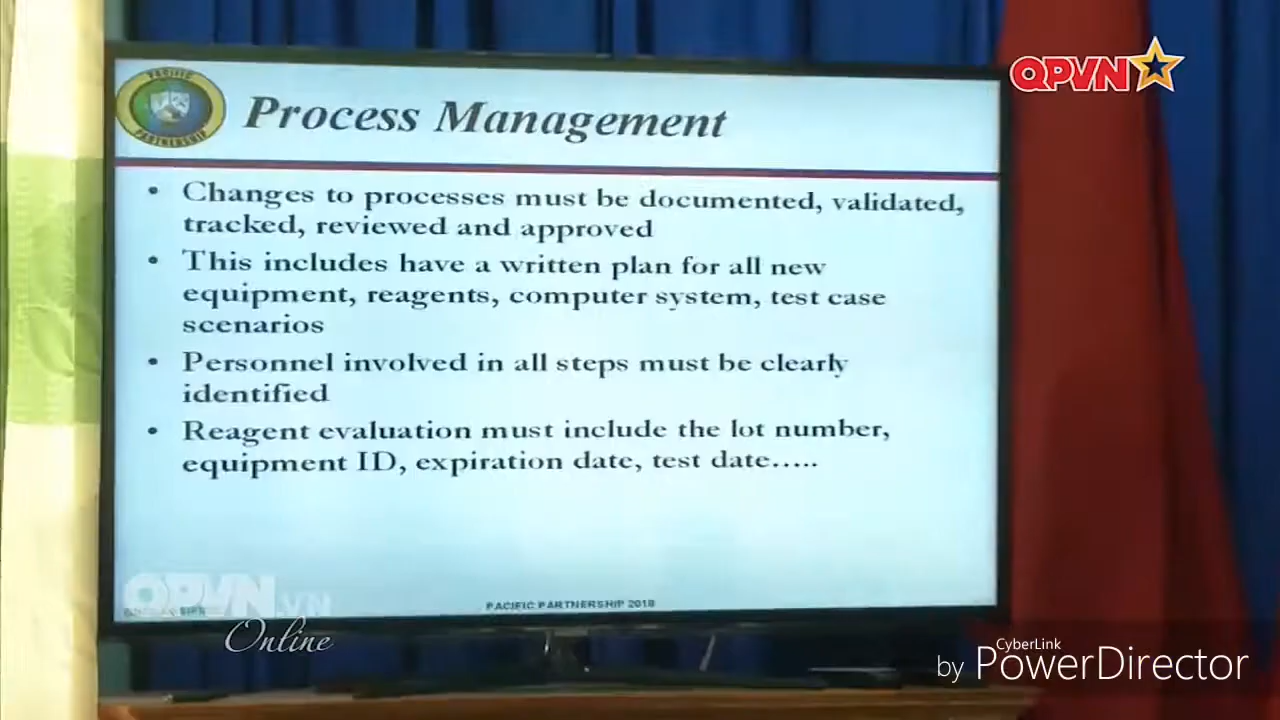 PACIFIC
PARTNERSHIP
Process Management
QPVN
• Changes to processes must be documented, validated,
tracked, reviewed and approved
• This includes have a written plan for all new
equipment, reagents, computer system, test case
scenarios
• Personnel involved in all steps must be clearly
identified
• Reagent evaluation must include the lot number,
equipment ID, expiration date, test date.....
QPVN.VN
PACIFIC PARTNERSHIP 2018
Online
CyberLink
by PowerDirector